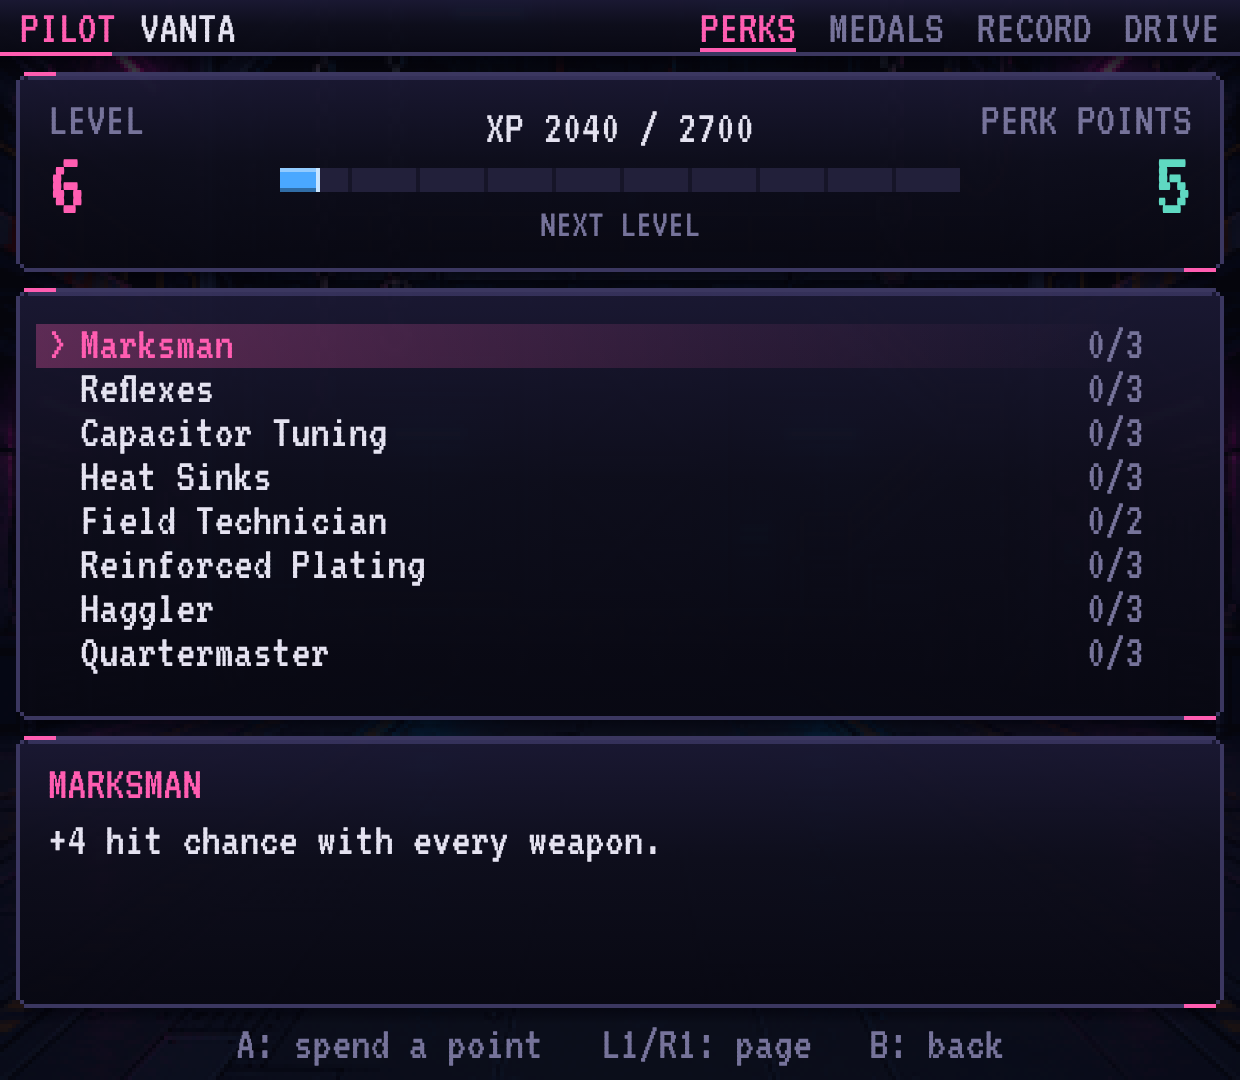 PILOT VANTA PERKS MEDALS RECORD DRIVE
LEVEL XP 2040 / 2700 PERK POINTS
6 5
NEXT LEVEL
> Marksman 0/3
Reflexes 0/3
Capacitor Tuning 0/3
Heat Sinks 0/3
Field Technician 0/2
Reinforced Plating 0/3
Haggler 0/3
Quartermaster 0/3
MARKSMAN
+4 hit chance with every weapon.
A: spend a point L1/R1: page B: back